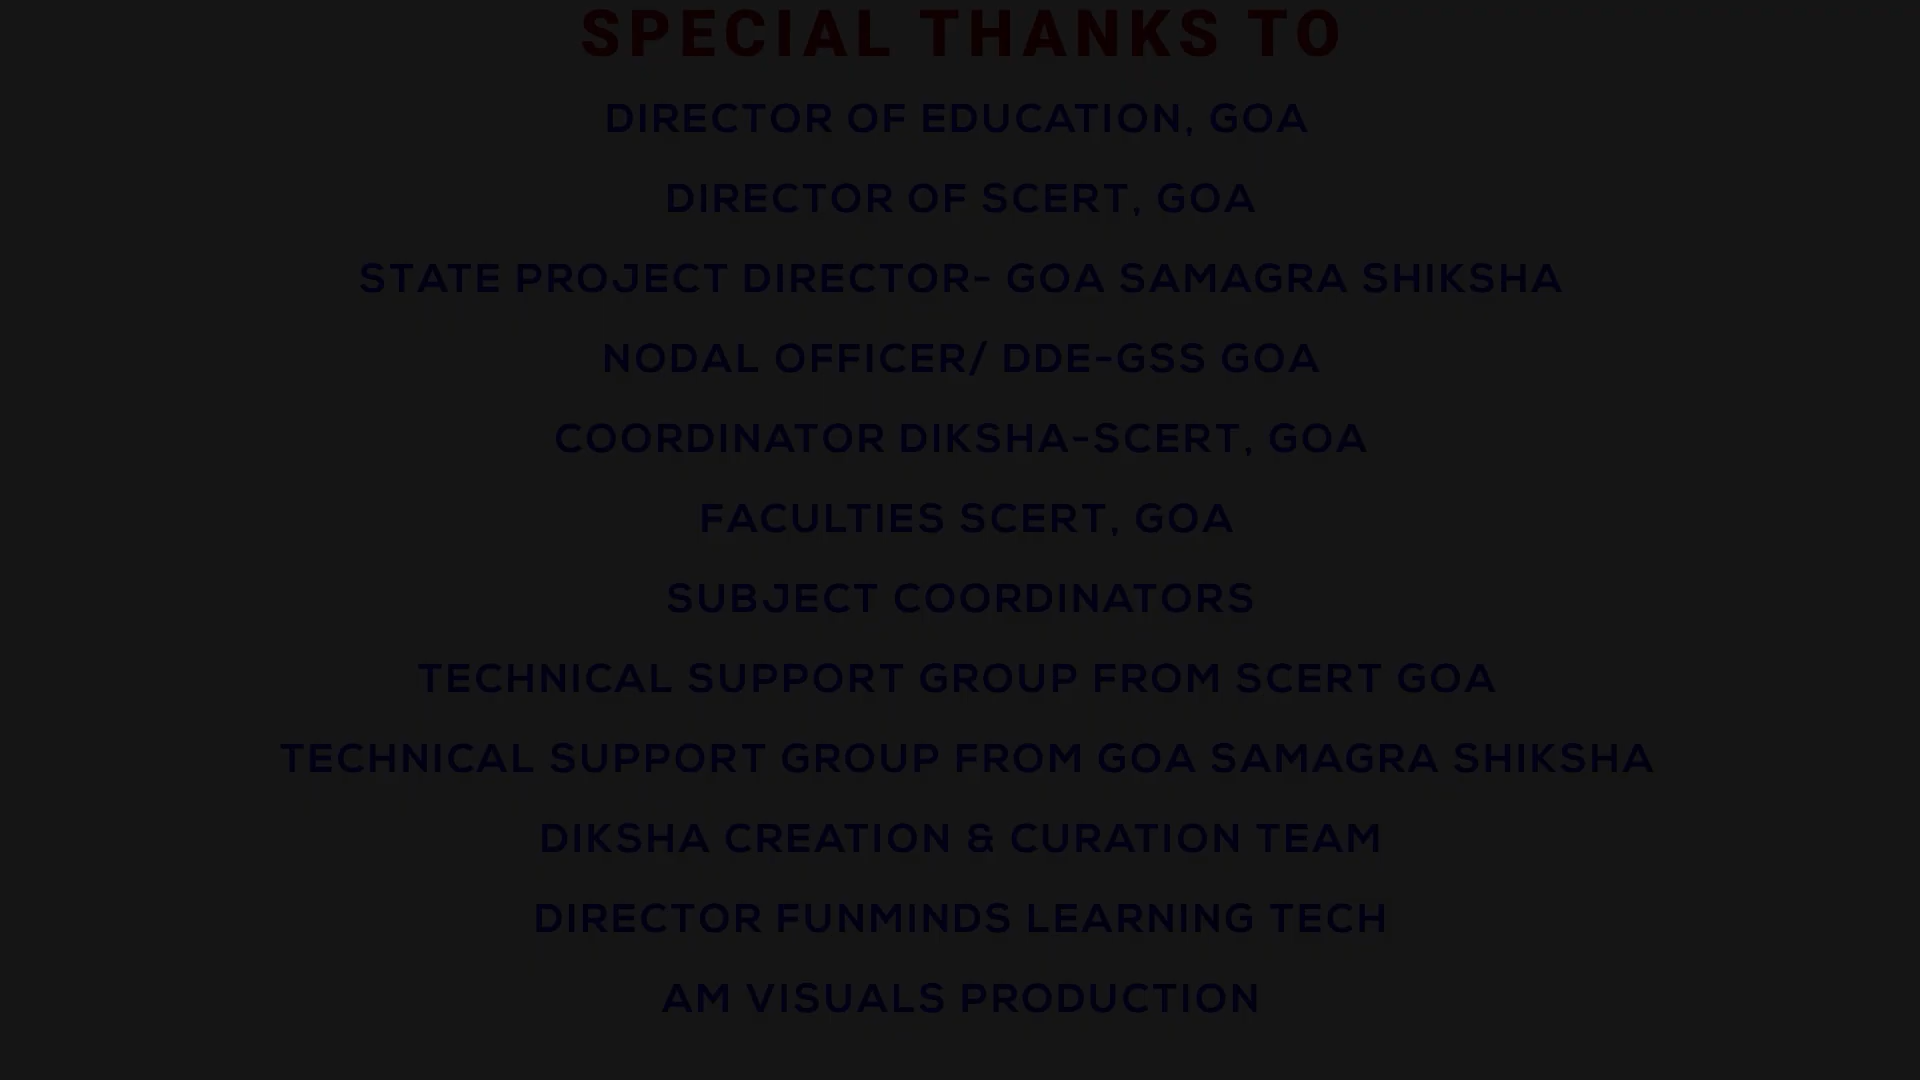 SPECIAL THANKS TO
DIRECTOR OF EDUCATION, GOA
DIRECTOR OF SCERT, GOA
STATE PROJECT DIRECTOR- GOA SAMAGRA SHIKSHA
NODAL OFFICER/ DDE-GSS GOA
COORDINATOR DIKSHA-SCERT, GOA
FACULTIES SCERT, GOA
SUBJECT COORDINATORS
TECHNICAL SUPPORT GROUP FROM SCERT GOA
TECHNICAL SUPPORT GROUP FROM GOA SAMAGRA SHIKSHA
DIKSHA CREATION & CURATION TEAM
DIRECTOR FUNMINDS LEARNING TECH
AM VISUALS PRODUCTION